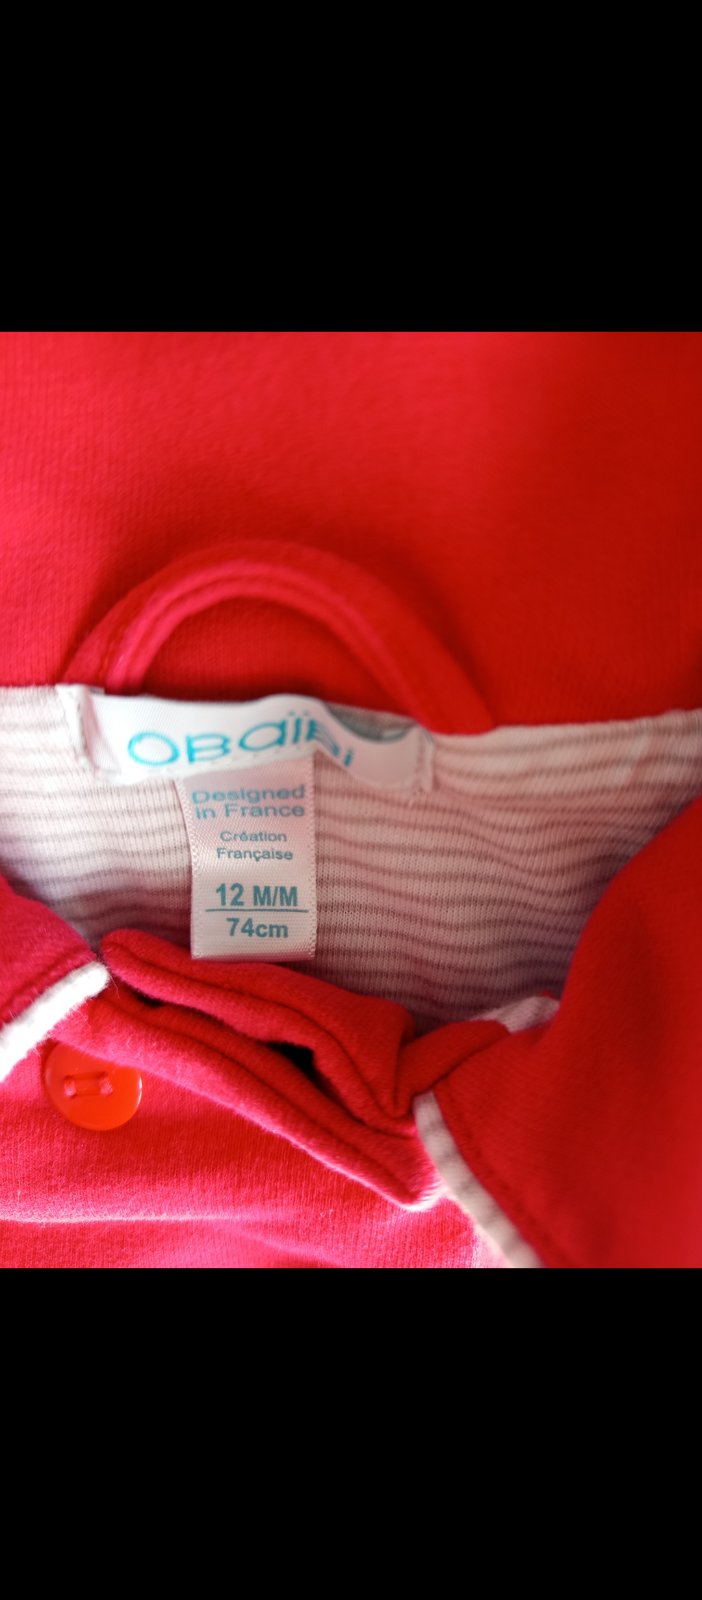 OBaïBi
Designed
in France
Création
Française
12 M/M
74cm